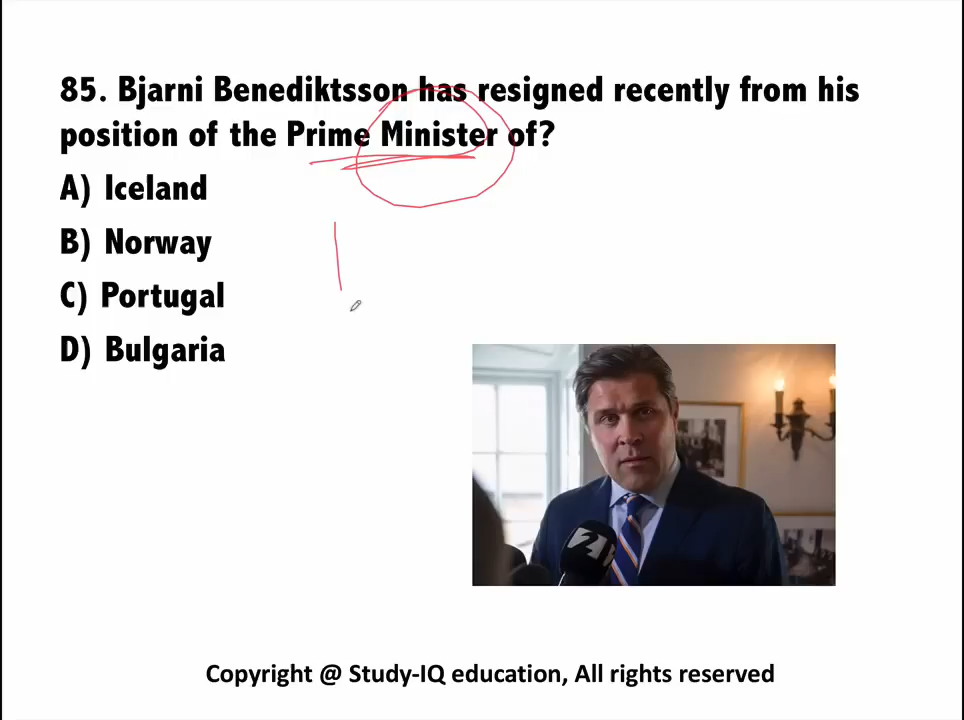 85. Bjarni Benediktsson has resigned recently from his
position of the Prime Minister of?
A) Iceland
B) Norway
C) Portugal
D) Bulgaria
2
Copyright @ Study-IQ education, All rights reserved